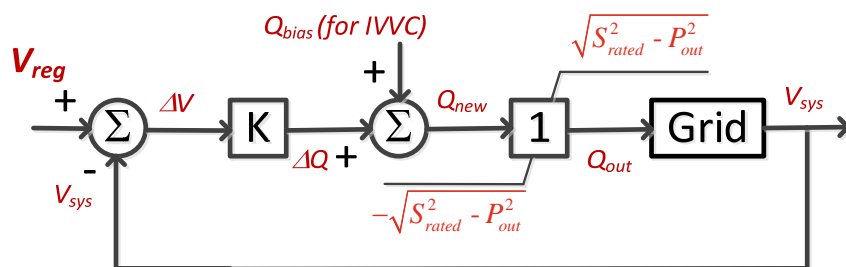 Q_bias (for IVVC)
√(S²_rated - P²_out)
V_reg
+
+
ΔV
Q_new
V_sys
Σ
K
Σ
1
Grid
-
ΔQ
+
Q_out
V_sys
-√(S²_rated - P²_out)